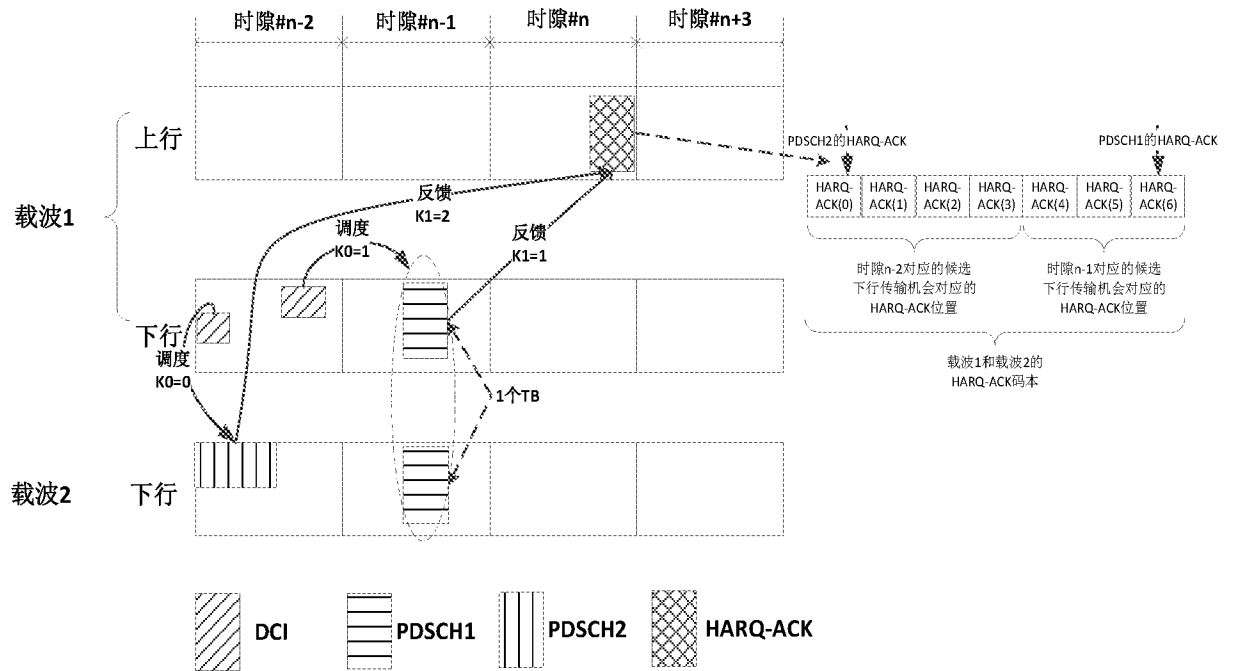 时隙#n-2
时隙#n-1
时隙#n
时隙#n+3
载波1
上行
下行
反馈
K1=2
调度
K0=1
反馈
K1=1
调度
K0=0
1个TB
载波2
下行
PDSCH2的HARQ-ACK
PDSCH1的HARQ-ACK
HARQ-
ACK(0)
HARQ-
ACK(1)
HARQ-
ACK(2)
HARQ-
ACK(3)
HARQ-
ACK(4)
HARQ-
ACK(5)
HARQ-
ACK(6)
时隙n-2对应的候选
下行传输机会对应的
HARQ-ACK位置
时隙n-1对应的候选
下行传输机会对应的
HARQ-ACK位置
载波1和载波2的
HARQ-ACK码本
DCI
PDSCH1
PDSCH2
HARQ-ACK